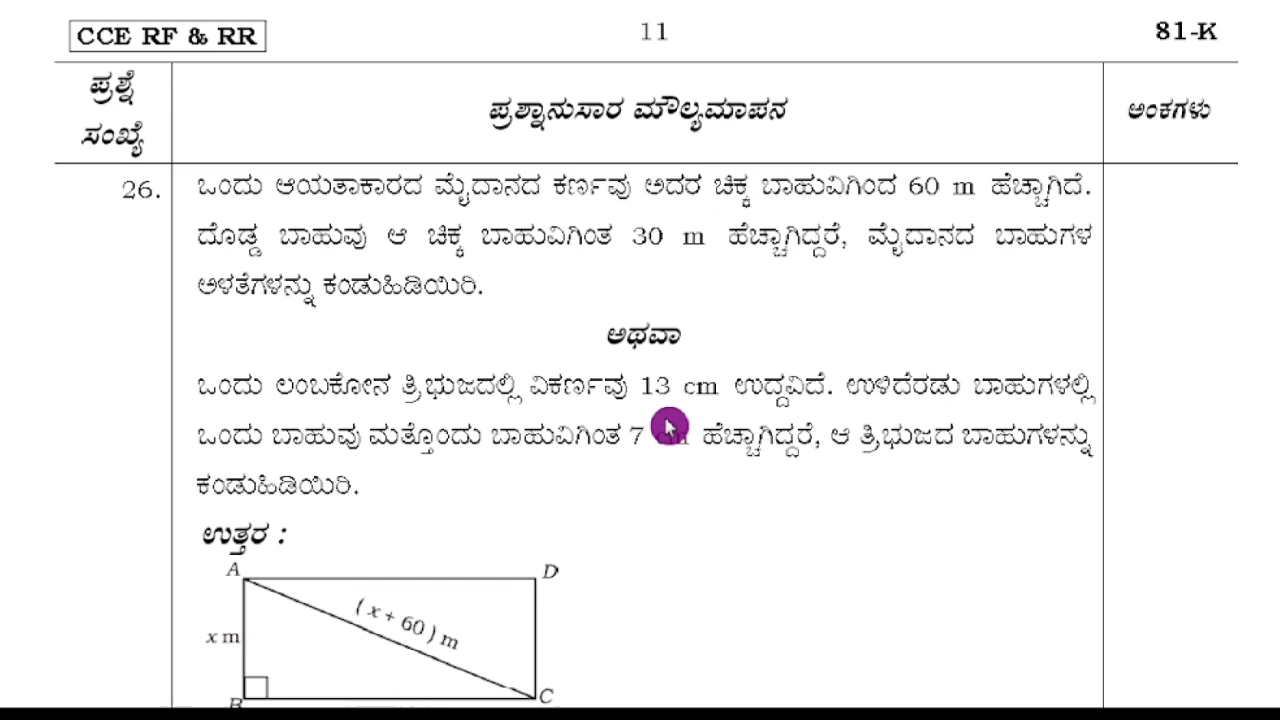 CCE RF & RR 11 81-K
ಪ್ರಶ್ನೆ
ಸಂಖ್ಯೆ
ಪ್ರಶ್ನಾನುಸಾರ ಮೌಲ್ಯಮಾಪನ
ಅಂಕಗಳು
26. ಒಂದು ಆಯತಾಕಾರದ ಮೈದಾನದ ಕರ್ಣವು ಅದರ ಚಿಕ್ಕ ಬಾಹುವಿಗಿಂದ 60 m ಹೆಚ್ಚಾಗಿದೆ.
ದೊಡ್ಡ ಬಾಹುವು ಆ ಚಿಕ್ಕ ಬಾಹುವಿಗಿಂತ 30 m ಹೆಚ್ಚಾಗಿದ್ದರೆ, ಮೈದಾನದ ಬಾಹುಗಳ
ಅಳತೆಗಳನ್ನು ಕಂಡುಹಿಡಿಯಿರಿ.
ಅಥವಾ
ಒಂದು ಲಂಬಕೋನ ತ್ರಿಭುಜದಲ್ಲಿ ವಿಕರ್ಣವು 13 cm ಉದ್ದವಿದೆ. ಉಳಿದೆರಡು ಬಾಹುಗಳಲ್ಲಿ
ಒಂದು ಬಾಹುವು ಮತ್ತೊಂದು ಬಾಹುವಿಗಿಂತ 7 cm ಹೆಚ್ಚಾಗಿದ್ದರೆ, ಆ ತ್ರಿಭುಜದ ಬಾಹುಗಳನ್ನು
ಕಂಡುಹಿಡಿಯಿರಿ.
ಉತ್ತರ :
A D
( x + 60 ) m
x m
B C